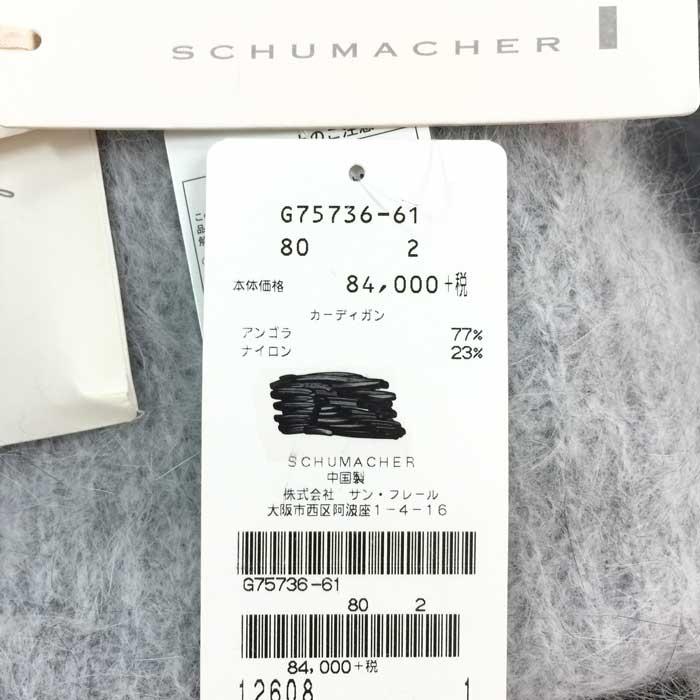 SCHUMACHER
G75736-61
80 2
本体価格 84,000+税
カーディガン
アンゴラ 77%
ナイロン 23%
SCHUMACHER
中国製
株式会社 サン・フレール
大阪市西区阿波座1-4-16
G75736-61
80 2
84,000+税
12608 1